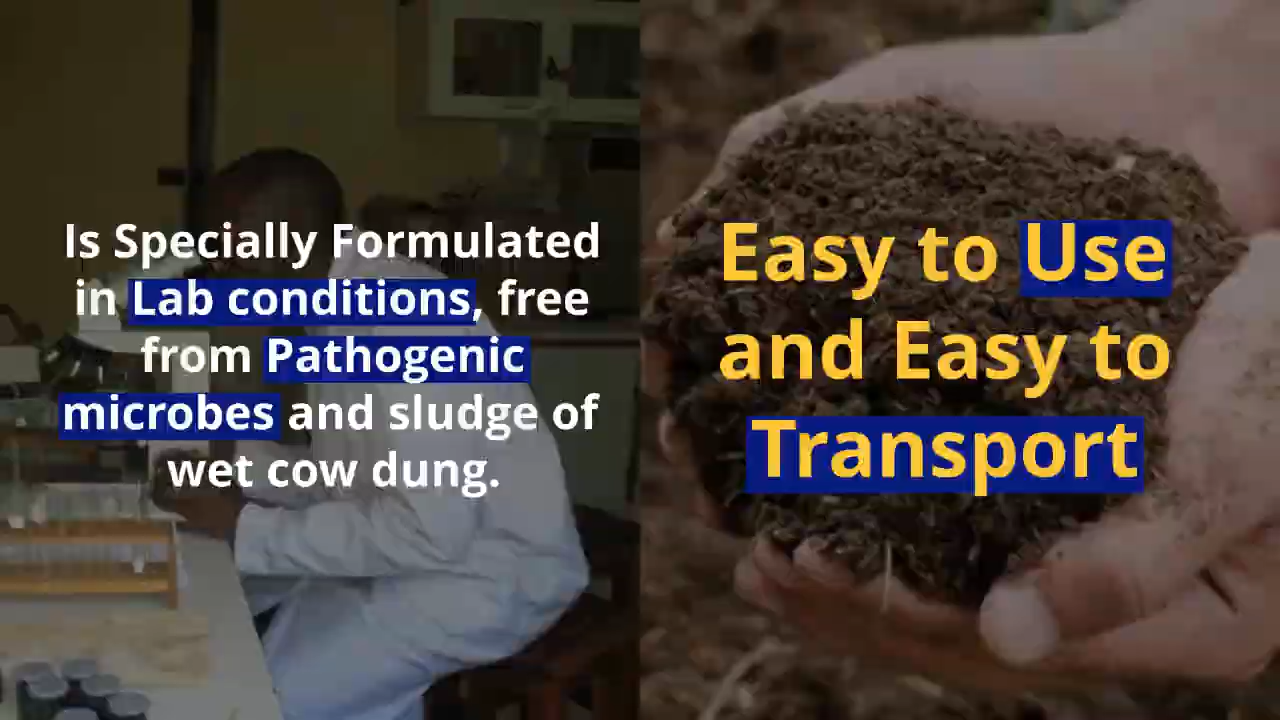 Is Specially Formulated
in Lab conditions, free
from Pathogenic
microbes and sludge of
wet cow dung.
Easy to Use
and Easy to
Transport